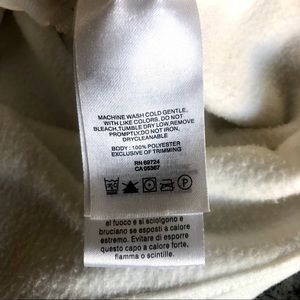 MACHINE WASH COLD GENTLE,
WITH LIKE COLORS, DO NOT
BLEACH, TUMBLE DRY LOW, REMOVE
PROMPTLY, DO NOT IRON,
DRYCLEANABLE
BODY : 100% POLYESTER
EXCLUSIVE OF TRIMMING
RN 69724
CA 05367
P
al fuoco e si sciolgono e
bruciano se esposti a calore
estremo. Evitare di esporre
questo capo a calore forte,
fiamma o scintille.